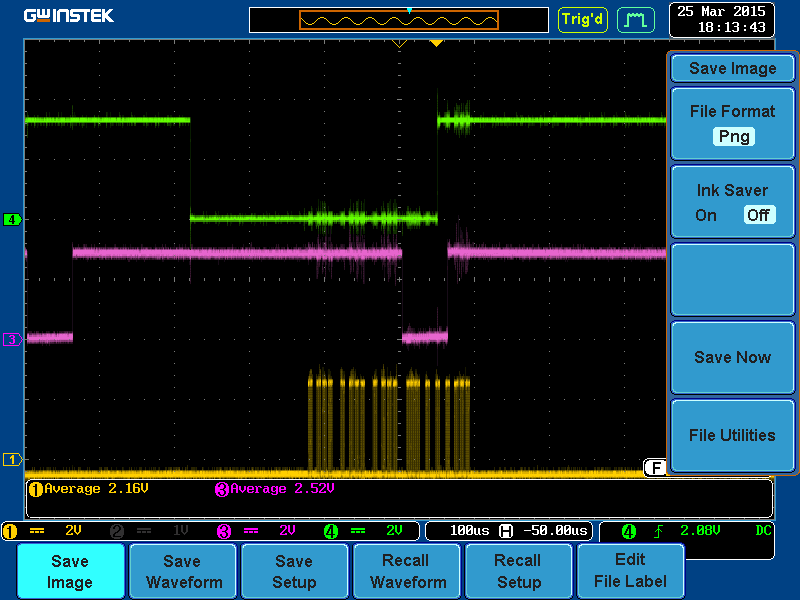 GWINSTEK
Trig'd
25 Mar 2015
18:13:43
Save Image
File Format
Png
Ink Saver
On Off
4
3
Save Now
File Utilities
1
F
1 Average 2.16V 3 Average 2.52V
1 2V 2 1V 3 2V 4 2V 100us H -50.00us 4 2.08V DC
Save Image
Save Waveform
Save Setup
Recall Waveform
Recall Setup
Edit File Label